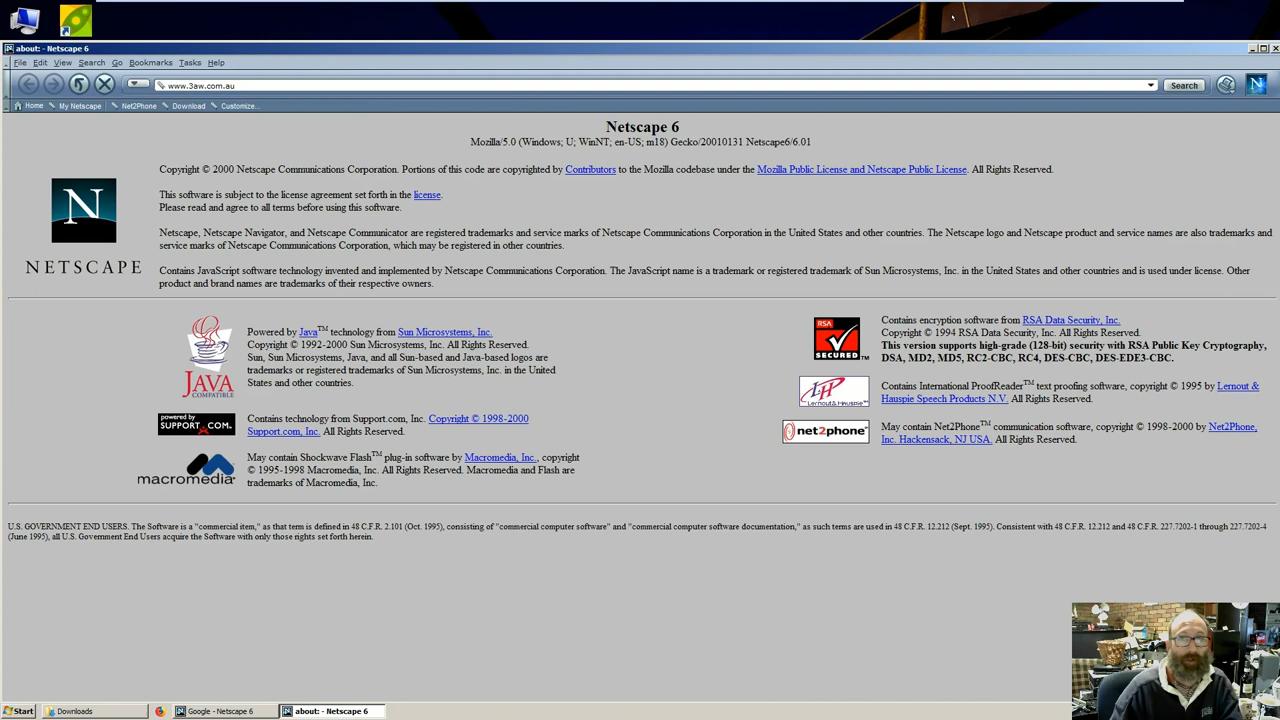 about: - Netscape 6
File Edit View Search Go Bookmarks Tasks Help
www.3aw.com.au Search N
Home My Netscape Net2Phone Download Customize...
Netscape 6
Mozilla/5.0 (Windows; U; WinNT; en-US; m18) Gecko/20010131 Netscape6/6.01
Copyright © 2000 Netscape Communications Corporation. Portions of this code are copyrighted by Contributors to the Mozilla codebase under the Mozilla Public License and Netscape Public License. All Rights Reserved.
This software is subject to the license agreement set forth in the license.
Please read and agree to all terms before using this software.
Netscape, Netscape Navigator, and Netscape Communicator are registered trademarks and service marks of Netscape Communications Corporation in the United States and other countries. The Netscape logo and Netscape product and service names are also trademarks and
service marks of Netscape Communications Corporation, which may be registered in other countries.
Contains JavaScript software technology invented and implemented by Netscape Communications Corporation. The JavaScript name is a trademark or registered trademark of Sun Microsystems, Inc. in the United States and other countries and is used under license. Other
product and brand names are trademarks of their respective owners.
N
NETSCAPE
JAVA
COMPATIBLE
Powered by Java™ technology from Sun Microsystems, Inc.
Copyright © 1992-2000 Sun Microsystems, Inc. All Rights Reserved.
Sun, Sun Microsystems, Java, and all Sun-based and Java-based logos are
trademarks or registered trademarks of Sun Microsystems, Inc. in the United
States and other countries.
powered by
SUPPORT.COM
Contains technology from Support.com, Inc. Copyright © 1998-2000
Support.com, Inc. All Rights Reserved.
macromedia
May contain Shockwave Flash™ plug-in software by Macromedia, Inc., copyright
© 1995-1998 Macromedia, Inc. All Rights Reserved. Macromedia and Flash are
trademarks of Macromedia, Inc.
RSA
SECURED™
Contains encryption software from RSA Data Security, Inc.
Copyright © 1994 RSA Data Security, Inc. All Rights Reserved.
This version supports high-grade (128-bit) security with RSA Public Key Cryptography,
DSA, MD2, MD5, RC2-CBC, RC4, DES-CBC, DES-EDE3-CBC.
LH
Lernout & Hauspie™
Contains International ProofReader™ text proofing software, copyright © 1995 by Lernout &
Hauspie Speech Products N.V. All Rights Reserved.
net2phone
May contain Net2Phone™ communication software, copyright © 1998-2000 by Net2Phone,
Inc. Hackensack, NJ USA. All Rights Reserved.
U.S. GOVERNMENT END USERS. The Software is a "commercial item," as that term is defined in 48 C.F.R. 2.101 (Oct. 1995), consisting of "commercial computer software" and "commercial computer software documentation," as such terms are used in 48 C.F.R. 12.212 (Sept. 1995). Consistent with 48 C.F.R. 12.212 and 48 C.F.R. 227.7202-1 through 227.7202-4
(June 1995), all U.S. Government End Users acquire the Software with only those rights set forth herein.
Start Downloads Google - Netscape 6 about: - Netscape 6